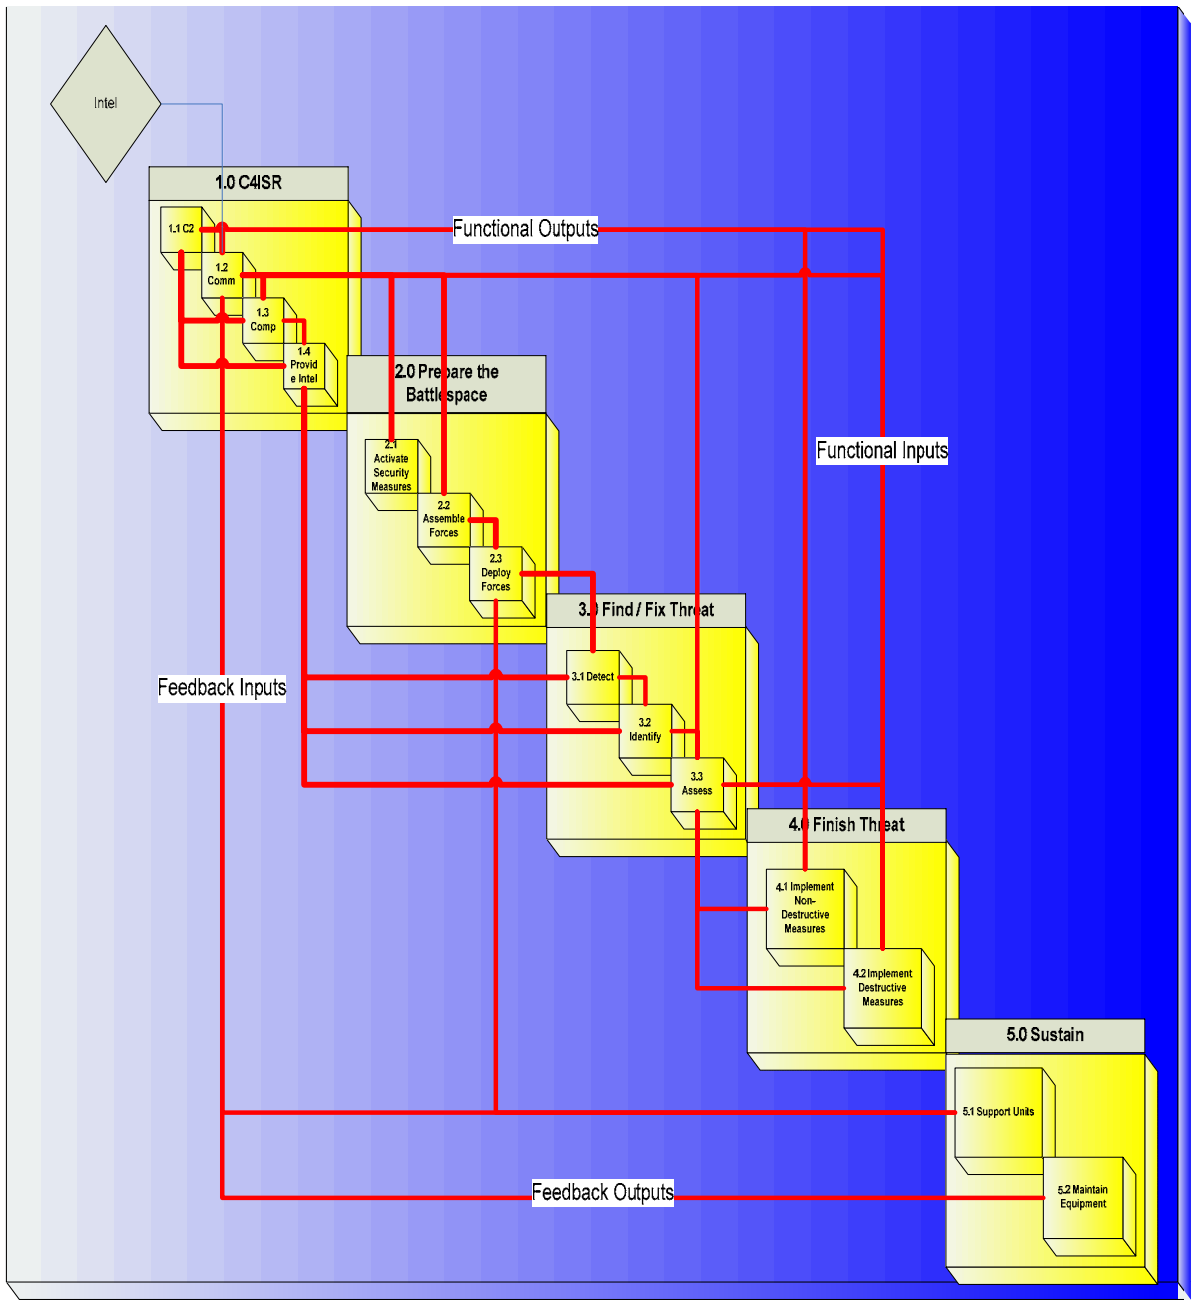 Intel
1.0 C4ISR
1.1 C2
Functional Outputs
1.2
Comm
1.3
Comp
1.4
Provid
e Intel
2.0 Prepare the
Battlespace
2.1
Activate
Security
Measures
Functional Inputs
2.2
Assemble
Forces
2.3
Deploy
Forces
3.0 Find / Fix Threat
3.1 Detect
Feedback Inputs
3.2
Identify
3.3
Assess
4.0 Finish Threat
4.1 Implement
Non-
Destructive
Measures
4.2 Implement
Destructive
Measures
5.0 Sustain
5.1 Support Units
Feedback Outputs
5.2 Maintain
Equipment